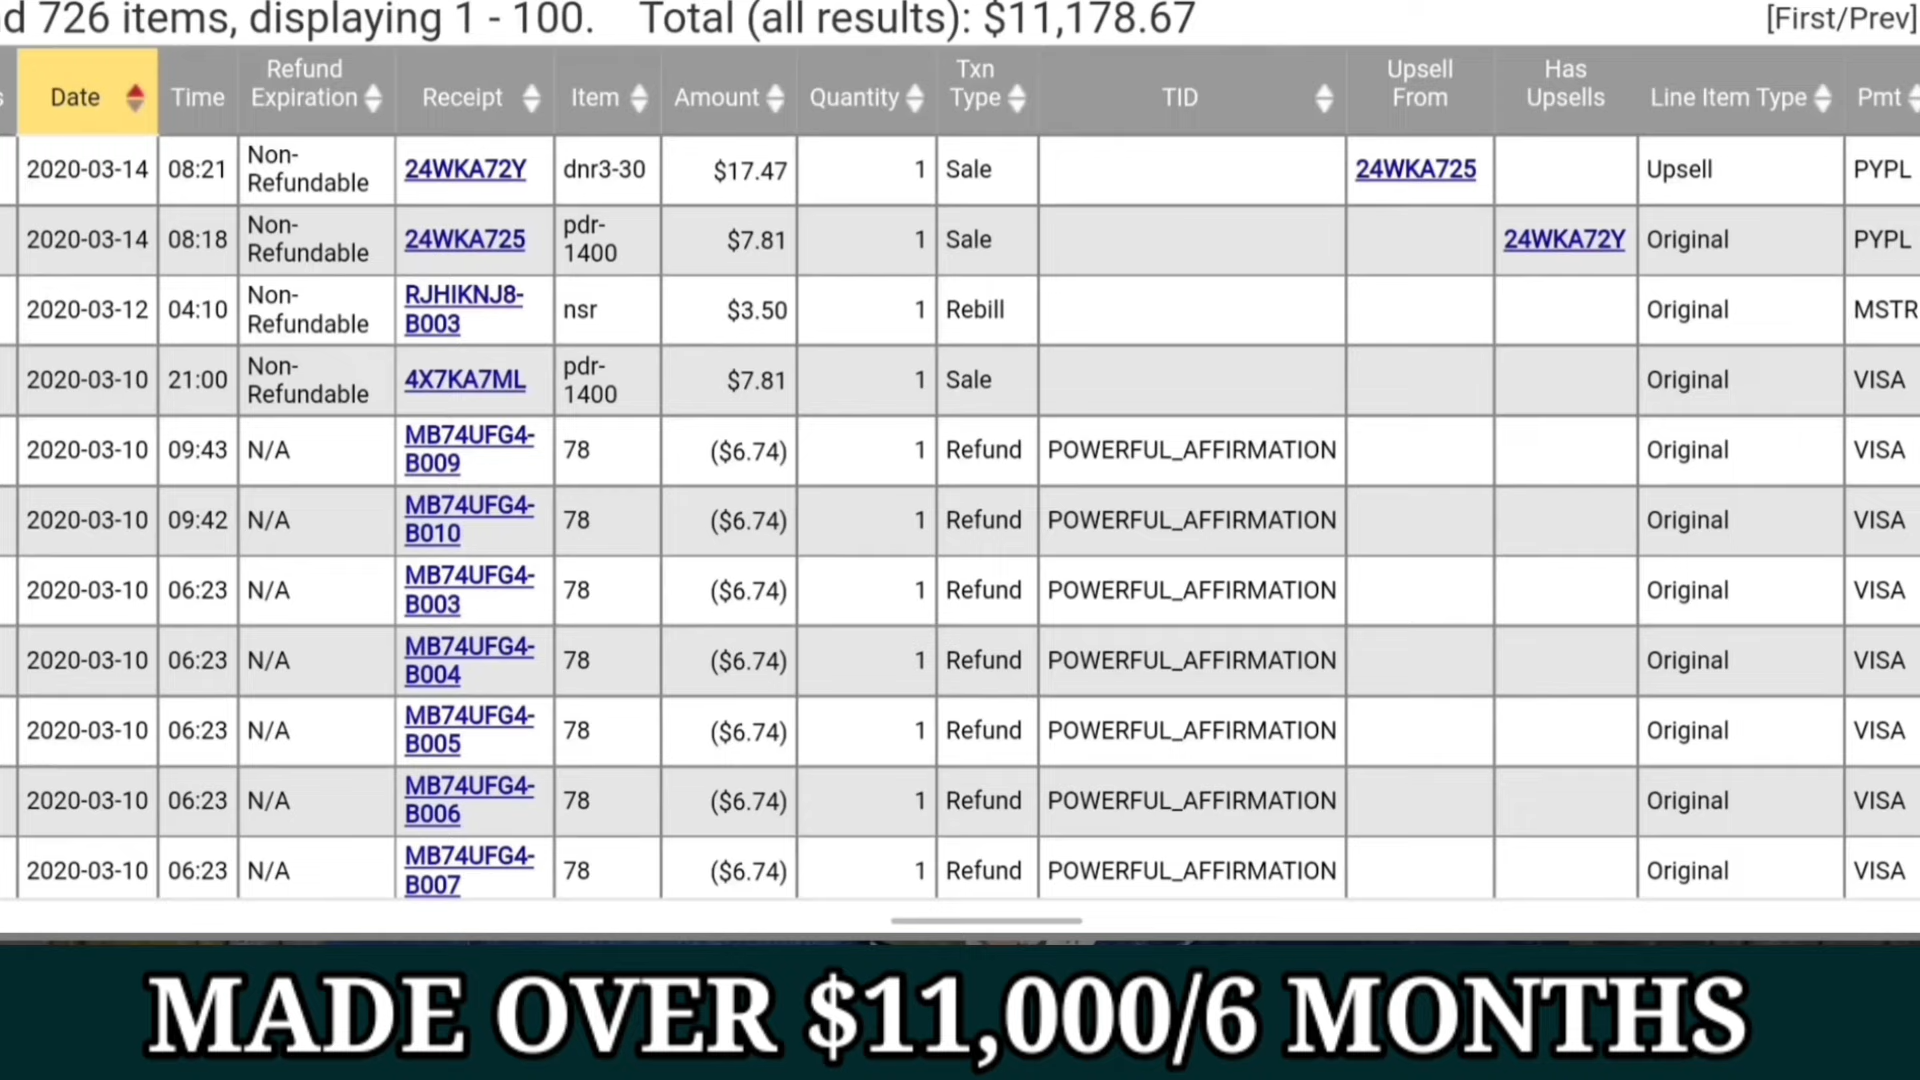 d 726 items, displaying 1 - 100. Total (all results): $11,178.67 [First/Prev]
s Date Time Refund Expiration Receipt Item Amount Quantity Txn Type TID Upsell From Has Upsells Line Item Type Pmt
2020-03-14 08:21 Non-Refundable 24WKA72Y dnr3-30 $17.47 1 Sale 24WKA725 Upsell PYPL
2020-03-14 08:18 Non-Refundable 24WKA725 pdr-1400 $7.81 1 Sale 24WKA72Y Original PYPL
2020-03-12 04:10 Non-Refundable RJHIKNJ8-B003 nsr $3.50 1 Rebill Original MSTR
2020-03-10 21:00 Non-Refundable 4X7KA7ML pdr-1400 $7.81 1 Sale Original VISA
2020-03-10 09:43 N/A MB74UFG4-B009 78 ($6.74) 1 Refund POWERFUL_AFFIRMATION Original VISA
2020-03-10 09:42 N/A MB74UFG4-B010 78 ($6.74) 1 Refund POWERFUL_AFFIRMATION Original VISA
2020-03-10 06:23 N/A MB74UFG4-B003 78 ($6.74) 1 Refund POWERFUL_AFFIRMATION Original VISA
2020-03-10 06:23 N/A MB74UFG4-B004 78 ($6.74) 1 Refund POWERFUL_AFFIRMATION Original VISA
2020-03-10 06:23 N/A MB74UFG4-B005 78 ($6.74) 1 Refund POWERFUL_AFFIRMATION Original VISA
2020-03-10 06:23 N/A MB74UFG4-B006 78 ($6.74) 1 Refund POWERFUL_AFFIRMATION Original VISA
2020-03-10 06:23 N/A MB74UFG4-B007 78 ($6.74) 1 Refund POWERFUL_AFFIRMATION Original VISA
MADE OVER $11,000/6 MONTHS